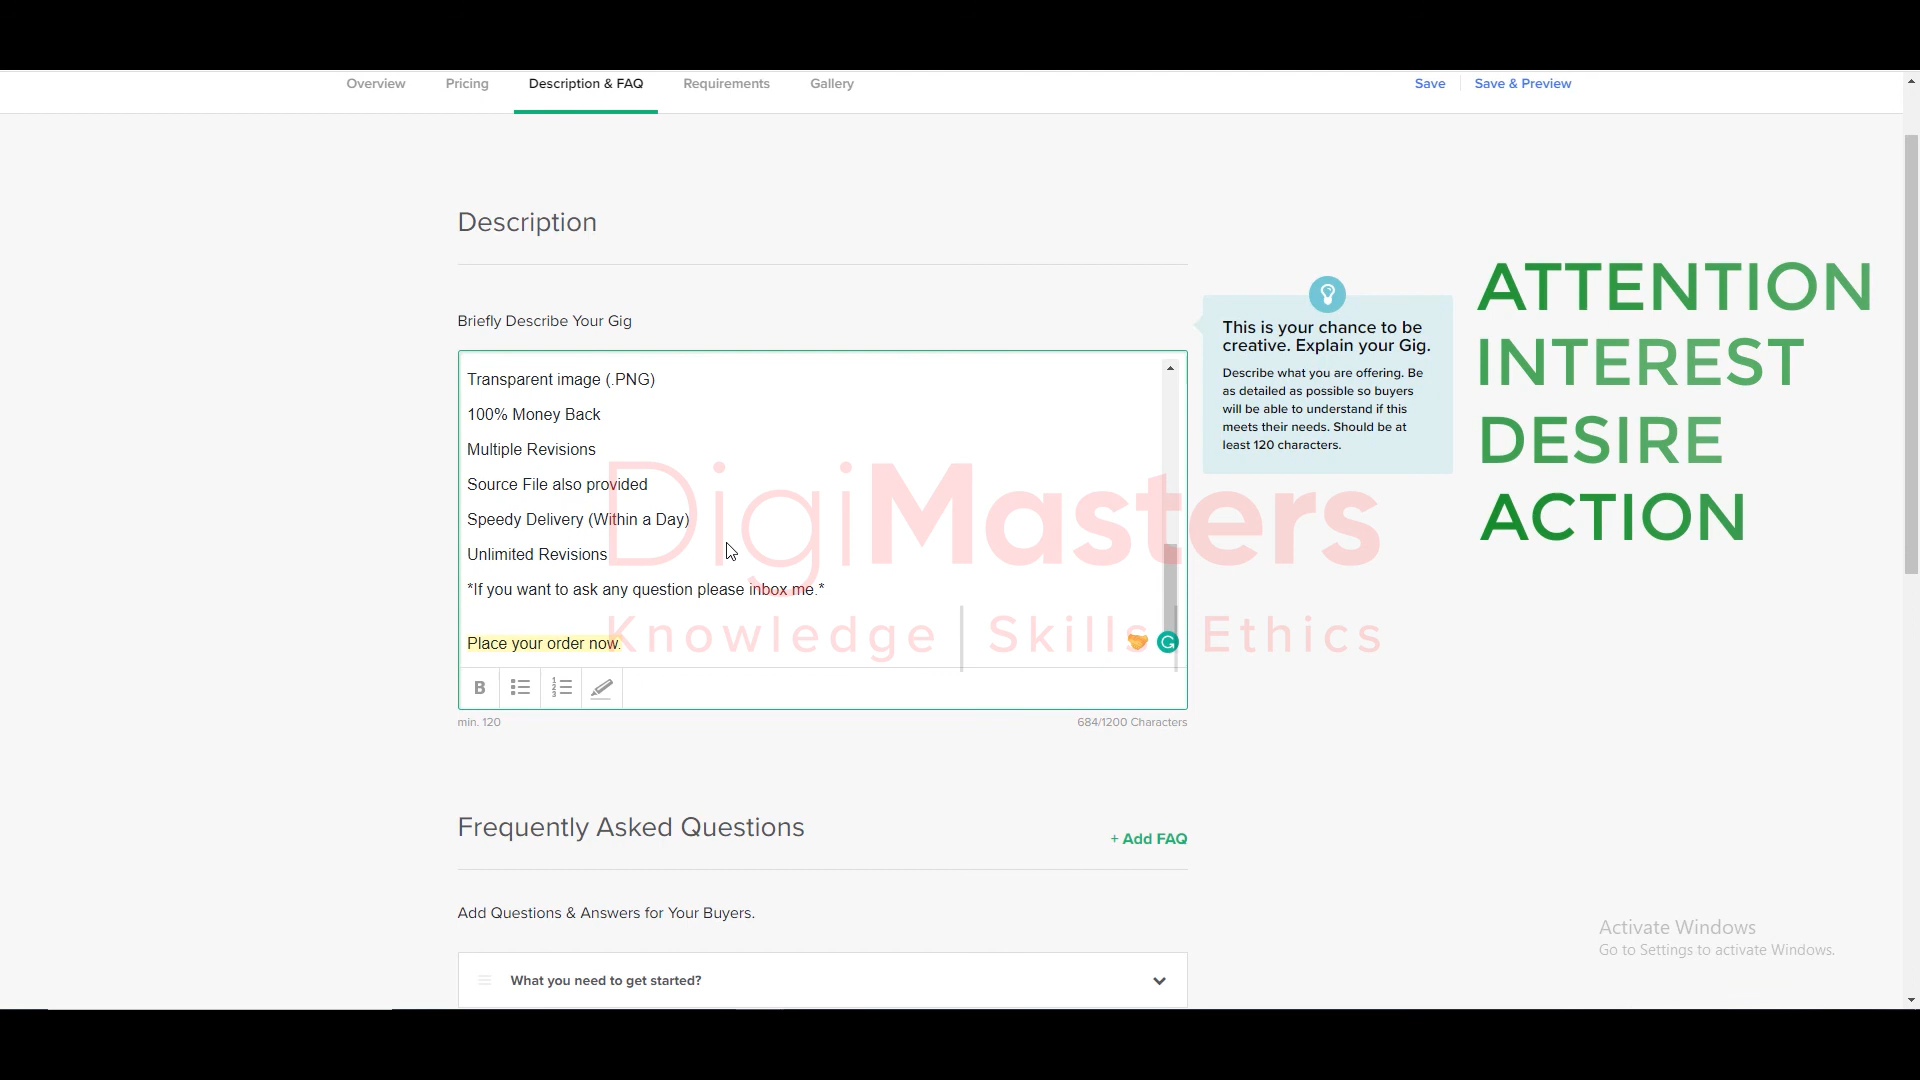 Overview Pricing Description & FAQ Requirements Gallery Save Save & Preview
Description
Briefly Describe Your Gig
Transparent image (.PNG)
100% Money Back
Multiple Revisions
Source File also provided
Speedy Delivery (Within a Day)
Unlimited Revisions
*If you want to ask any question please inbox me.*
Place your order now.
B
min. 120
684/1200 Characters
This is your chance to be
creative. Explain your Gig.
Describe what you are offering. Be
as detailed as possible so buyers
will be able to understand if this
meets their needs. Should be at
least 120 characters.
ATTENTION
INTEREST
DESIRE
ACTION
DigiMasters
Knowledge | Skills | Ethics
Frequently Asked Questions
+ Add FAQ
Add Questions & Answers for Your Buyers.
What you need to get started?
Activate Windows
Go to Settings to activate Windows.